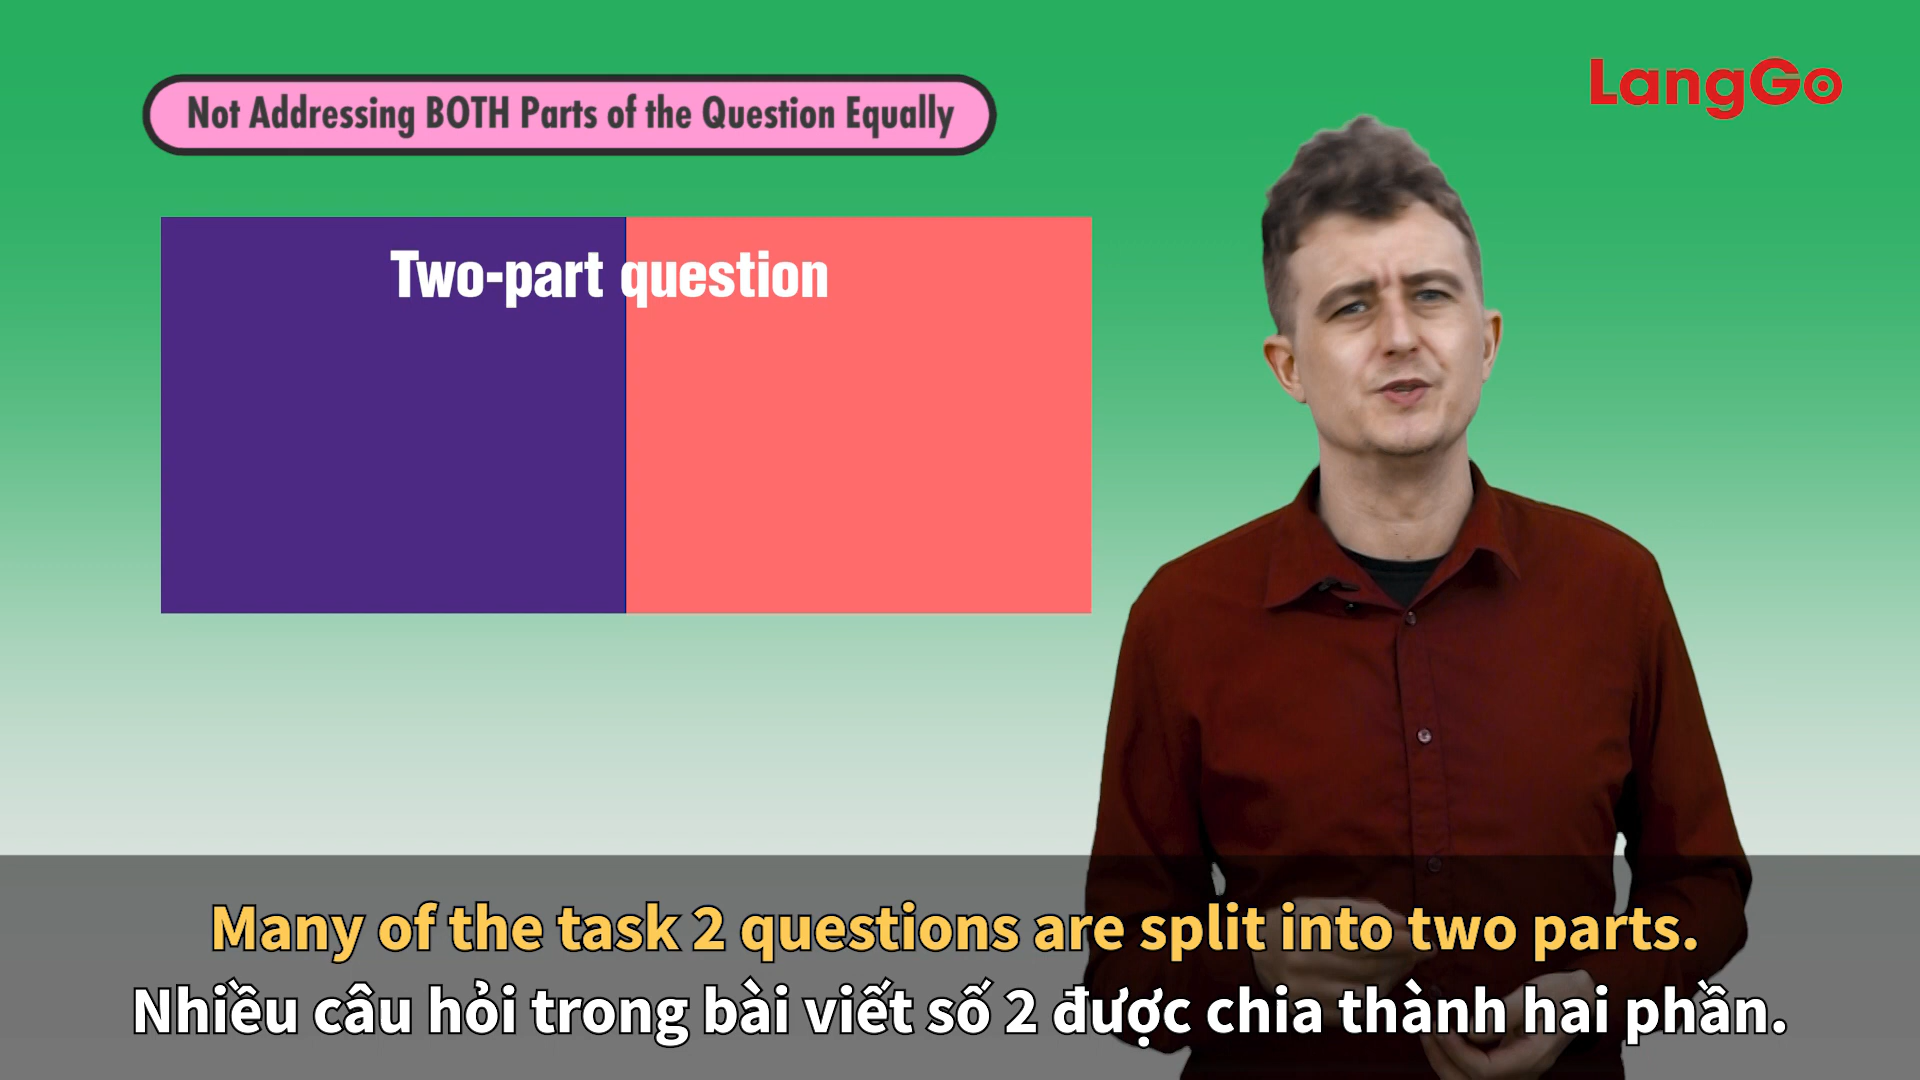 LangGo
Not Addressing BOTH Parts of the Question Equally
Two-part question
Many of the task 2 questions are split into two parts.
Nhiều câu hỏi trong bài viết số 2 được chia thành hai phần.